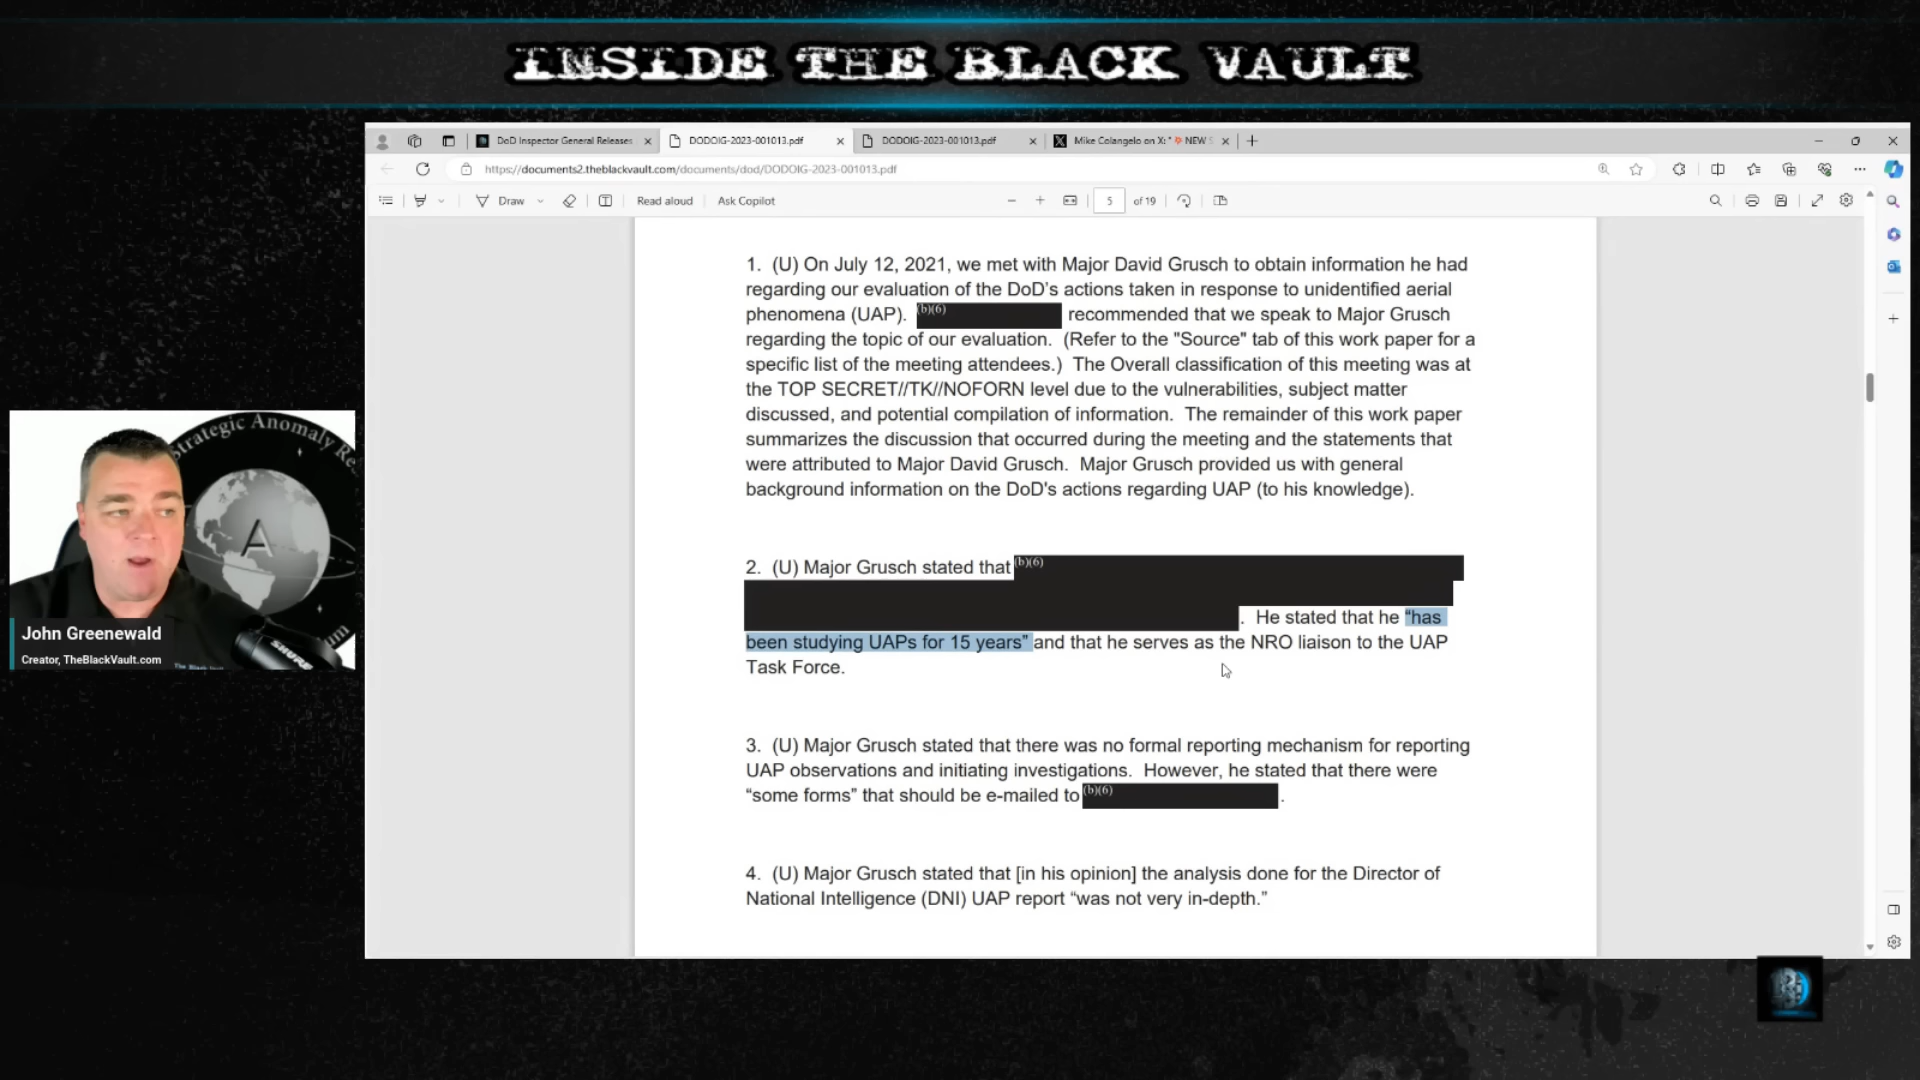 INSIDE THE BLACK VAULT
DoD Inspector General Releases
DODOIG-2023-001013.pdf
DODOIG-2023-001013.pdf
Mike Colangelo on X: " NEW
https://documents2.theblackvault.com/documents/dod/DODOIG-2023-001013.pdf
Draw
Read aloud
Ask Copilot
5
of 19
1. (U) On July 12, 2021, we met with Major David Grusch to obtain information he had
regarding our evaluation of the DoD's actions taken in response to unidentified aerial
phenomena (UAP). (b)(6) recommended that we speak to Major Grusch
regarding the topic of our evaluation. (Refer to the "Source" tab of this work paper for a
specific list of the meeting attendees.) The Overall classification of this meeting was at
the TOP SECRET//TK//NOFORN level due to the vulnerabilities, subject matter
discussed, and potential compilation of information. The remainder of this work paper
summarizes the discussion that occurred during the meeting and the statements that
were attributed to Major David Grusch. Major Grusch provided us with general
background information on the DoD's actions regarding UAP (to his knowledge).
2. (U) Major Grusch stated that (b)(6)
. He stated that he “has
been studying UAPs for 15 years” and that he serves as the NRO liaison to the UAP
Task Force.
3. (U) Major Grusch stated that there was no formal reporting mechanism for reporting
UAP observations and initiating investigations. However, he stated that there were
“some forms” that should be e-mailed to (b)(6) .
4. (U) Major Grusch stated that [in his opinion] the analysis done for the Director of
National Intelligence (DNI) UAP report “was not very in-depth.”
trategic Anomaly Re
A
SHURE
John Greenewald
Creator, TheBlackVault.com